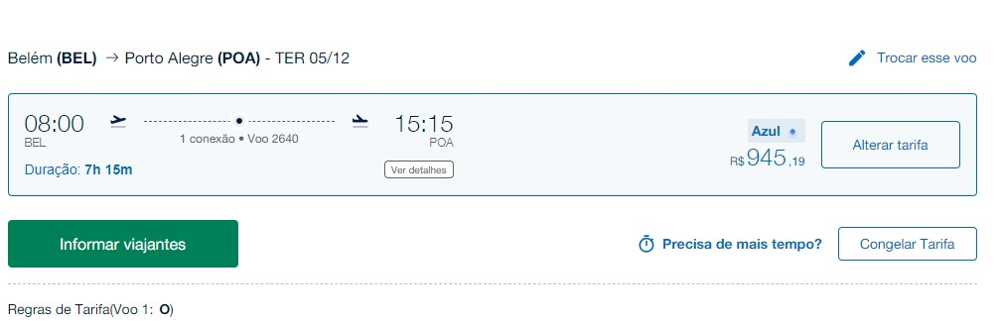 Belém (BEL) → Porto Alegre (POA) - TER 05/12
Trocar esse voo
08:00
BEL
1 conexão • Voo 2640
15:15
POA
Duração: 7h 15m
Ver detalhes
Azul
R$ 945,19
Alterar tarifa
Informar viajantes
Precisa de mais tempo?
Congelar Tarifa
Regras de Tarifa(Voo 1: O)